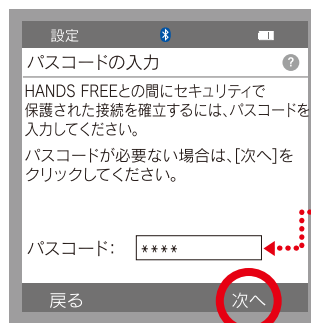 設定
パスコードの入力 ?
HANDS FREEとの間にセキュリティで
保護された接続を確立するには、パスコードを
入力してください。
パスコードが必要ない場合は、[次へ]を
クリックしてください。
パスコード： ****
戻る 次へ